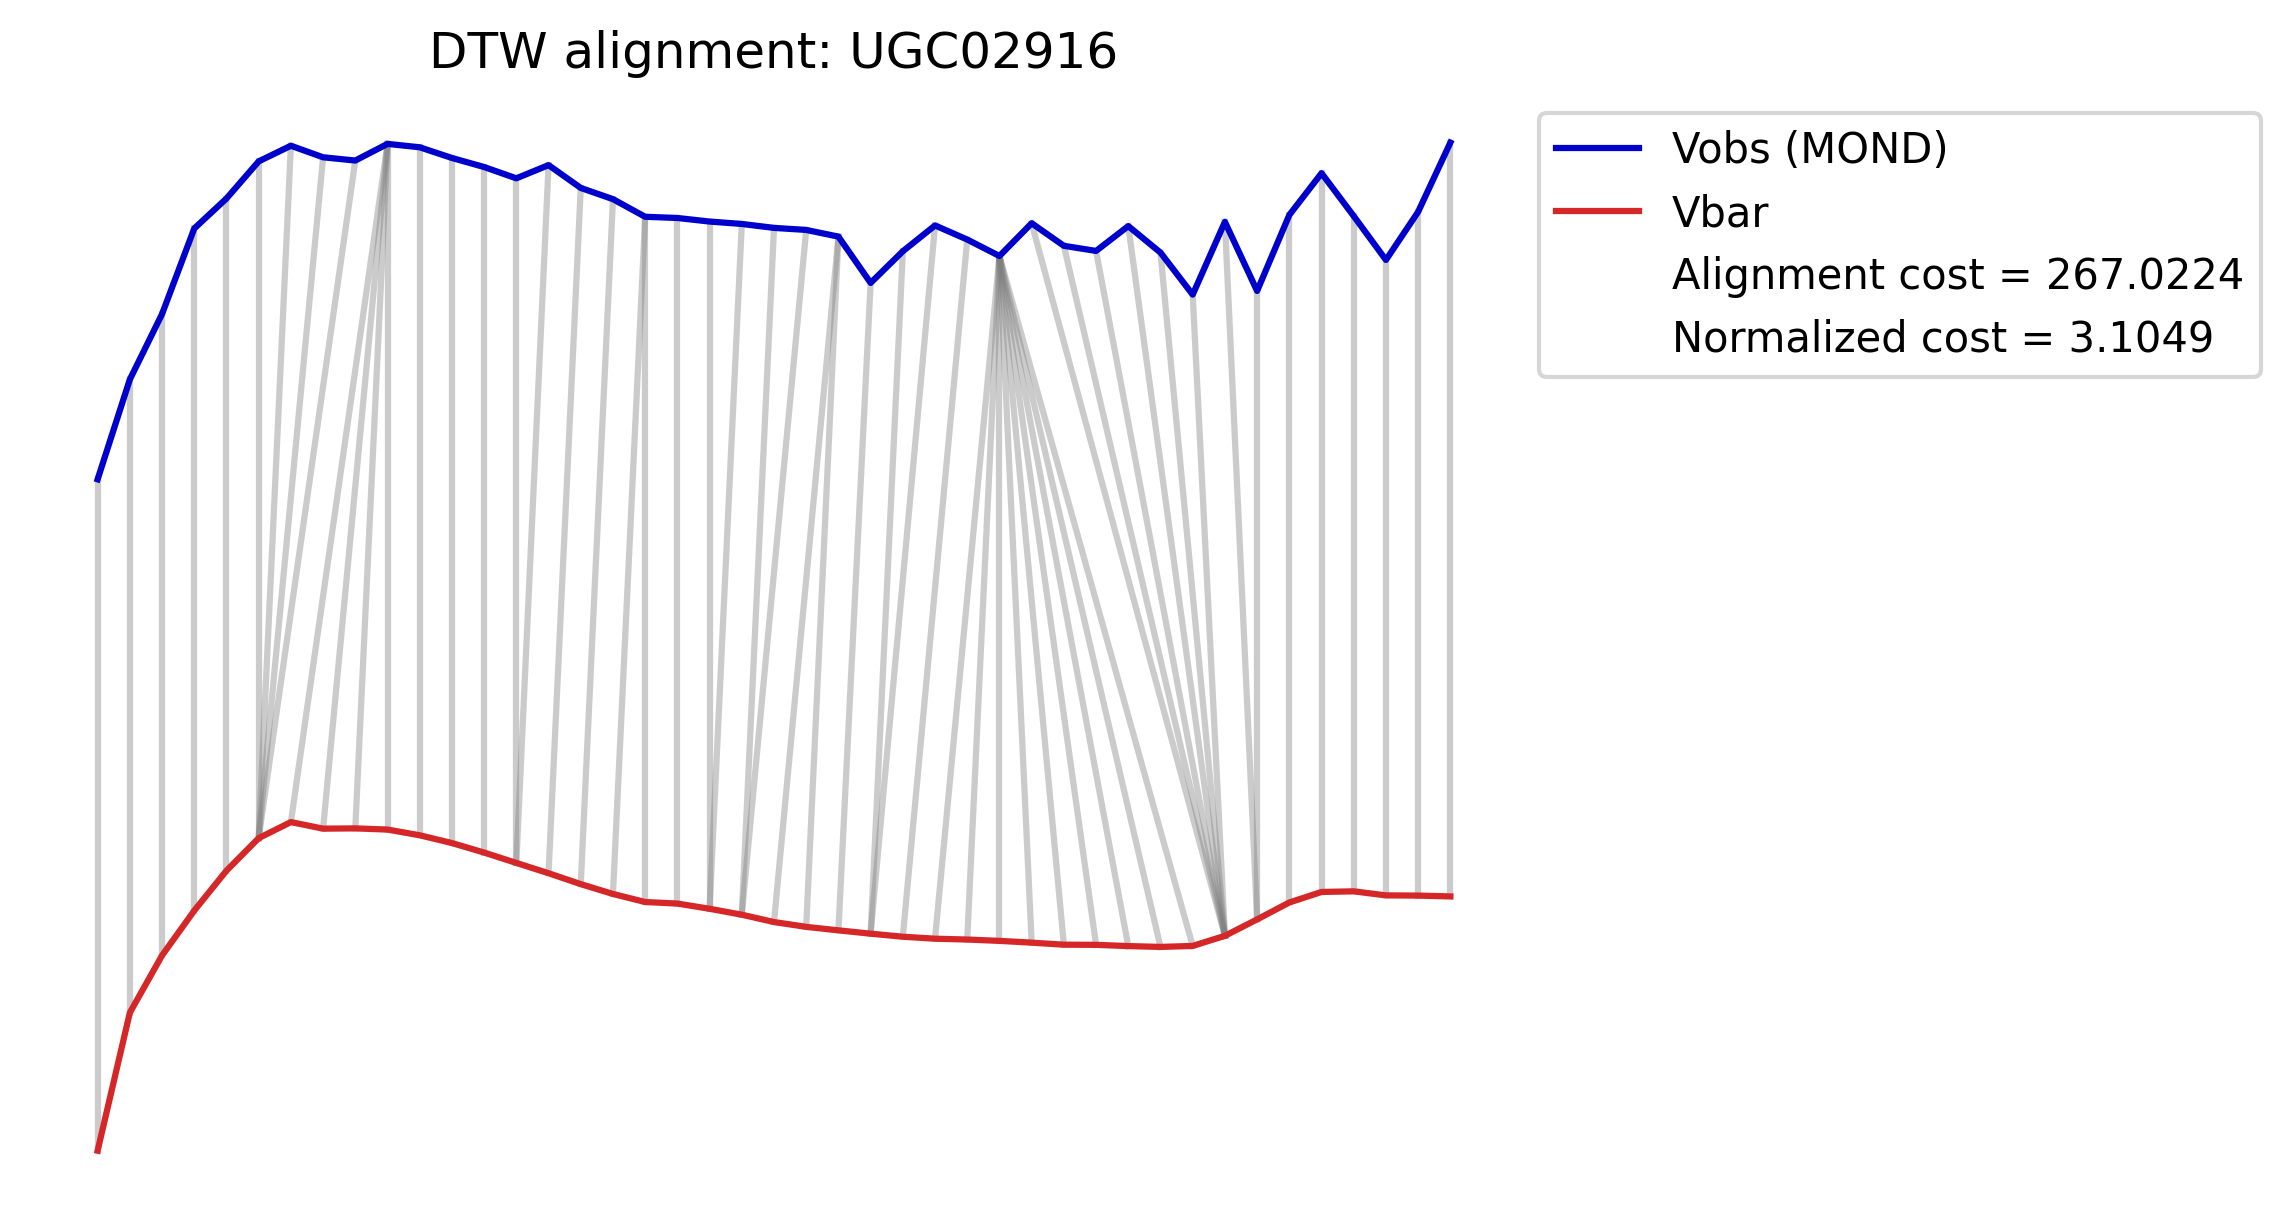 DTW alignment: UGC02916
Vobs (MOND)
Vbar
Alignment cost = 267.0224
Normalized cost = 3.1049